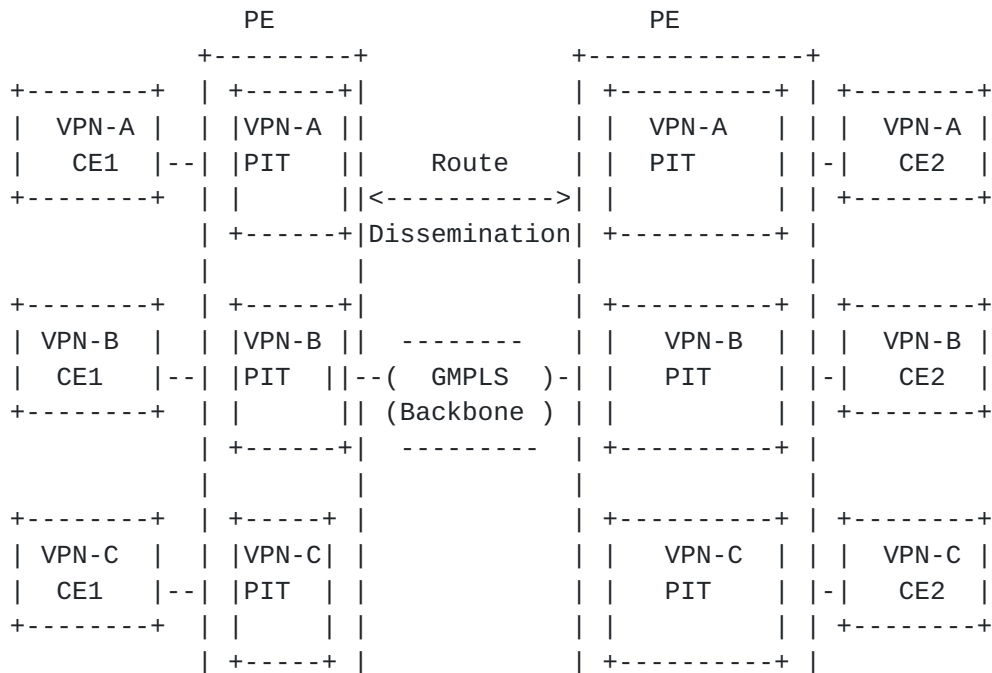 PE PE
VPN-A VPN-A VPN-A VPN-A
CE1 PIT Route PIT CE2
Dissemination
VPN-B VPN-B VPN-B VPN-B
CE1 PIT GMPLS PIT CE2
Backbone
VPN-C VPN-C VPN-C VPN-C
CE1 PIT PIT CE2